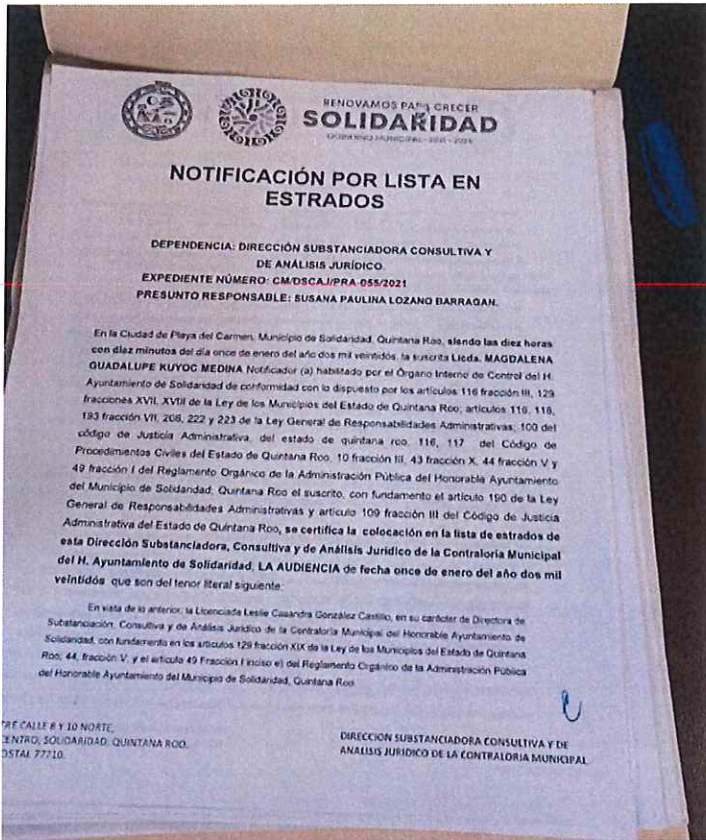 RENOVAMOS PARA CRECER
SOLIDARIDAD
GOBIERNO MUNICIPAL
NOTIFICACIÓN POR LISTA EN
ESTRADOS
DEPENDENCIA: DIRECCIÓN SUBSTANCIADORA CONSULTIVA Y
DE ANÁLISIS JURÍDICO.
EXPEDIENTE NÚMERO: CM/DSCAJ/PRA-055/2021
PRESUNTO RESPONSABLE: SUSANA PAULINA LOZANO BARRAGAN.
En la Ciudad de Playa del Carmen, Municipio de Solidaridad, Quintana Roo, siendo las diez horas
con diez minutos del día once de enero del año dos mil veintidós, la suscrita Licda. MAGDALENA
GUADALUPE KUYOC MEDINA Notificador (a) habilitado por el Órgano Interno de Control del H.
Ayuntamiento de Solidaridad de conformidad con lo dispuesto por los artículos 116 fracción III, 129
fracciones XVII, XVIII de la Ley de los Municipios del Estado de Quintana Roo; artículos 116, 118,
193 fracción VII, 208, 222 y 223 de la Ley General de Responsabilidades Administrativas; 100 del
código de Justicia Administrativa, del estado de quintana roo, 116, 117 del Código de
Procedimientos Civiles del Estado de Quintana Roo, 10 fracción III, 43 fracción X, 44 fracción V y
49 fracción I del Reglamento Orgánico de la Administración Pública del Honorable Ayuntamiento
del Municipio de Solidaridad, Quintana Roo el suscrito, con fundamento el artículo 190 de la Ley
General de Responsabilidades Administrativas y artículo 109 fracción III del Código de Justicia
Administrativa del Estado de Quintana Roo, se certifica la colocación en la lista de estrados de
esta Dirección Substanciadora, Consultiva y de Análisis Jurídico de la Contraloría Municipal
del H. Ayuntamiento de Solidaridad, LA AUDIENCIA de fecha once de enero del año dos mil
veintidós que son del tenor literal siguiente:
En vista de lo anterior, la Licenciada Leslie Casandra González Castillo, en su carácter de Directora de
Substanciación, Consultiva y de Análisis Jurídico de la Contraloría Municipal del Honorable Ayuntamiento de
Solidaridad, con fundamento en los artículos 129 fracción XIX de la Ley de los Municipios del Estado de Quintana
Roo; 44, fracción V, y el artículo 49 Fracción I inciso e) del Reglamento Orgánico de la Administración Pública
del Honorable Ayuntamiento del Municipio de Solidaridad, Quintana Roo.
TRE CALLE 8 Y 10 NORTE,
CENTRO, SOLIDARIDAD, QUINTANA ROO.
OSTAL 77710.
DIRECCION SUBSTANCIADORA CONSULTIVA Y DE
ANALISIS JURIDICO DE LA CONTRALORIA MUNICIPAL